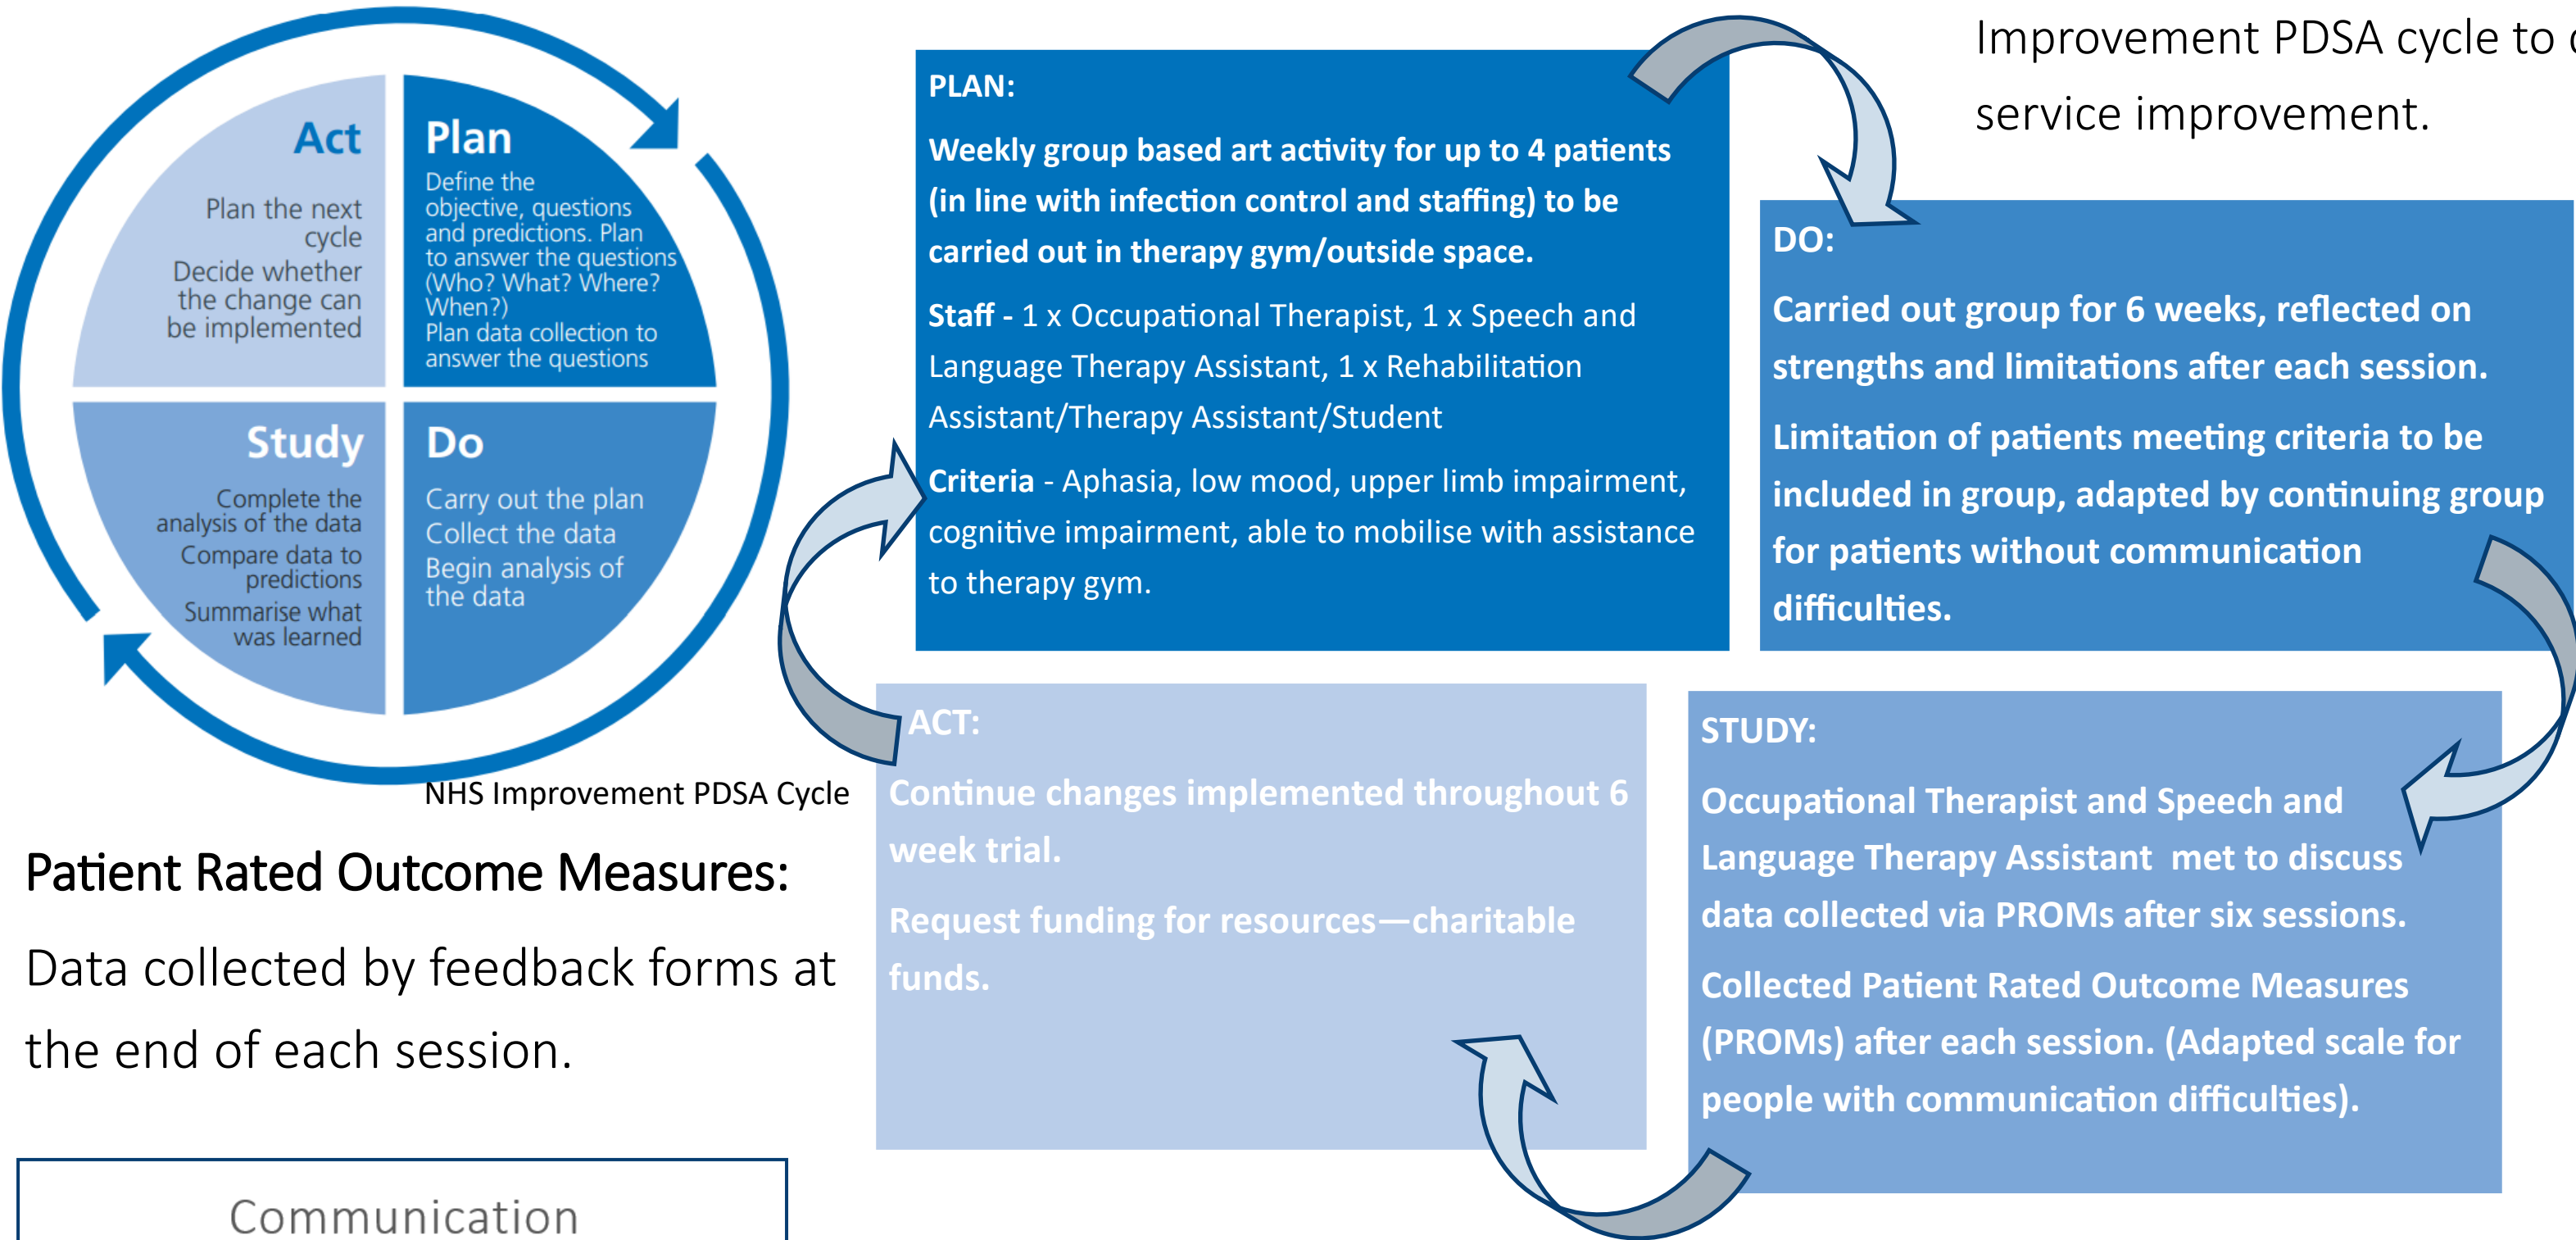 Improvement PDSA cycle to
service improvement.
Act
Plan the next
cycle
Decide whether
the change can
be implemented
Plan
Define the
objective, questions
and predictions. Plan
to answer the questions
(Who? What? Where?
When?)
Plan data collection to
answer the questions
Study
Complete the
analysis of the data
Compare data to
predictions
Summarise what
was learned
Do
Carry out the plan
Collect the data
Begin analysis of
the data
NHS Improvement PDSA Cycle
PLAN:
Weekly group based art activity for up to 4 patients
(in line with infection control and staffing) to be
carried out in therapy gym/outside space.
Staff - 1 x Occupational Therapist, 1 x Speech and
Language Therapy Assistant, 1 x Rehabilitation
Assistant/Therapy Assistant/Student
Criteria - Aphasia, low mood, upper limb impairment,
cognitive impairment, able to mobilise with assistance
to therapy gym.
DO:
Carried out group for 6 weeks, reflected on
strengths and limitations after each session.
Limitation of patients meeting criteria to be
included in group, adapted by continuing group
for patients without communication
difficulties.
STUDY:
Occupational Therapist and Speech and
Language Therapy Assistant met to discuss
data collected via PROMs after six sessions.
Collected Patient Rated Outcome Measures
(PROMs) after each session. (Adapted scale for
people with communication difficulties).
ACT:
Continue changes implemented throughout 6
week trial.
Request funding for resources—charitable
funds.
Patient Rated Outcome Measures:
Data collected by feedback forms at
the end of each session.
Communication